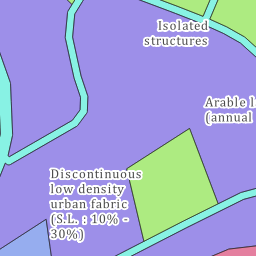 Isolated
structures
Arable
(annual
Discontinuous
low density
urban fabric
(S.L. : 10% -
30%)